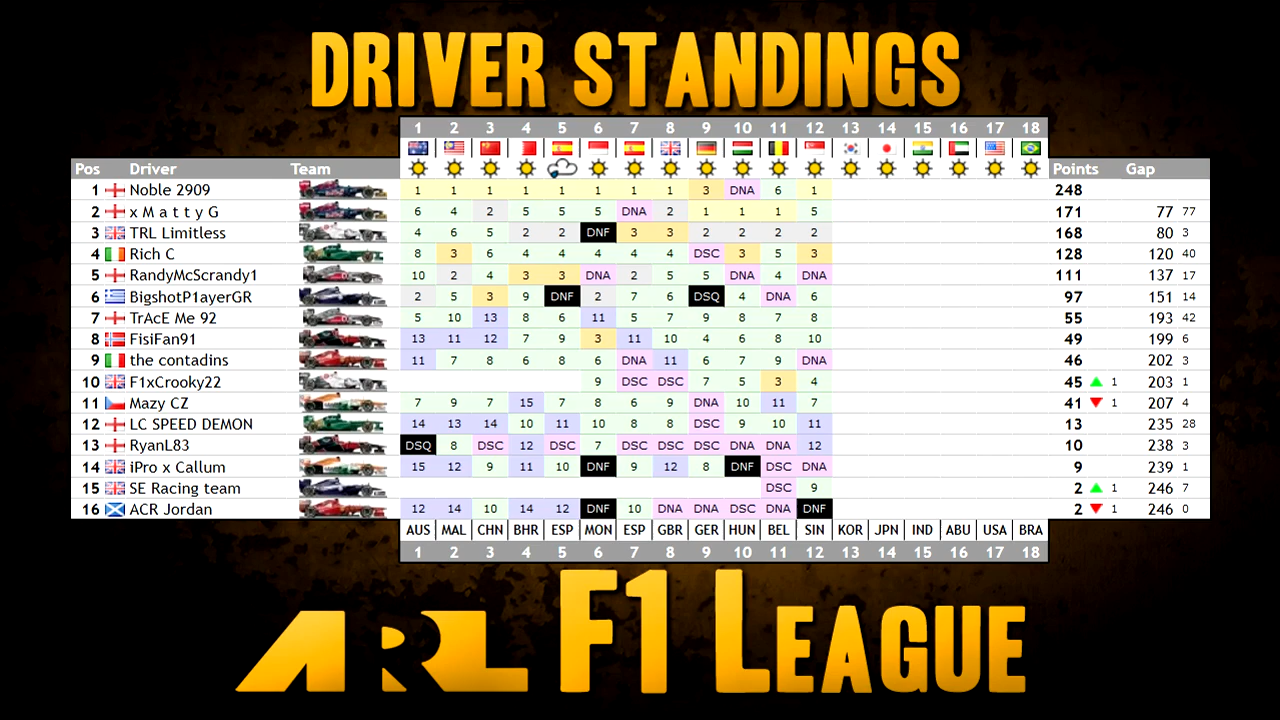 DRIVER STANDINGS
1 2 3 4 5 6 7 8 9 10 11 12 13 14 15 16 17 18
Pos Driver Team Points Gap
1 Noble 2909 1 1 1 1 1 1 1 1 3 DNA 6 1 248
2 x M a t t y G 6 4 2 5 5 5 DNA 2 1 1 1 5 171 77 77
3 TRL Limitless 4 6 5 2 2 DNF 3 3 2 2 2 2 168 80 3
4 Rich C 8 3 6 4 4 4 4 4 DSC 3 5 3 128 120 40
5 RandyMcScrandy1 10 2 4 3 3 DNA 2 5 5 DNA 4 DNA 111 137 17
6 BigshotP1ayerGR 2 5 3 9 DNF 2 7 6 DSQ 4 DNA 6 97 151 14
7 TrAcE Me 92 5 10 13 8 6 11 5 7 9 8 7 8 55 193 42
8 FisiFan91 13 11 12 7 9 3 11 10 4 6 8 10 49 199 6
9 the contadins 11 7 8 6 8 6 DNA 11 6 7 9 DNA 46 202 3
10 F1xCrooky22 9 DSC DSC 7 5 3 4 45 1 203 1
11 Mazy CZ 7 9 7 15 7 8 6 9 DNA 10 11 7 41 1 207 4
12 LC SPEED DEMON 14 13 14 10 11 10 8 8 DSC 9 10 11 13 235 28
13 RyanL83 DSQ 8 DSC 12 DSC 7 DSC DSC DSC DNA DNA 12 10 238 3
14 iPro x Callum 15 12 9 11 10 DNF 9 12 8 DNF DSC DNA 9 239 1
15 SE Racing team DSC 9 2 1 246 7
16 ACR Jordan 12 14 10 14 12 DNF 10 DNA DNA DSC DNA DNF 2 1 246 0
AUS MAL CHN BHR ESP MON ESP GBR GER HUN BEL SIN KOR JPN IND ABU USA BRA
1 2 3 4 5 6 7 8 9 10 11 12 13 14 15 16 17 18
ARL F1 LEAGUE